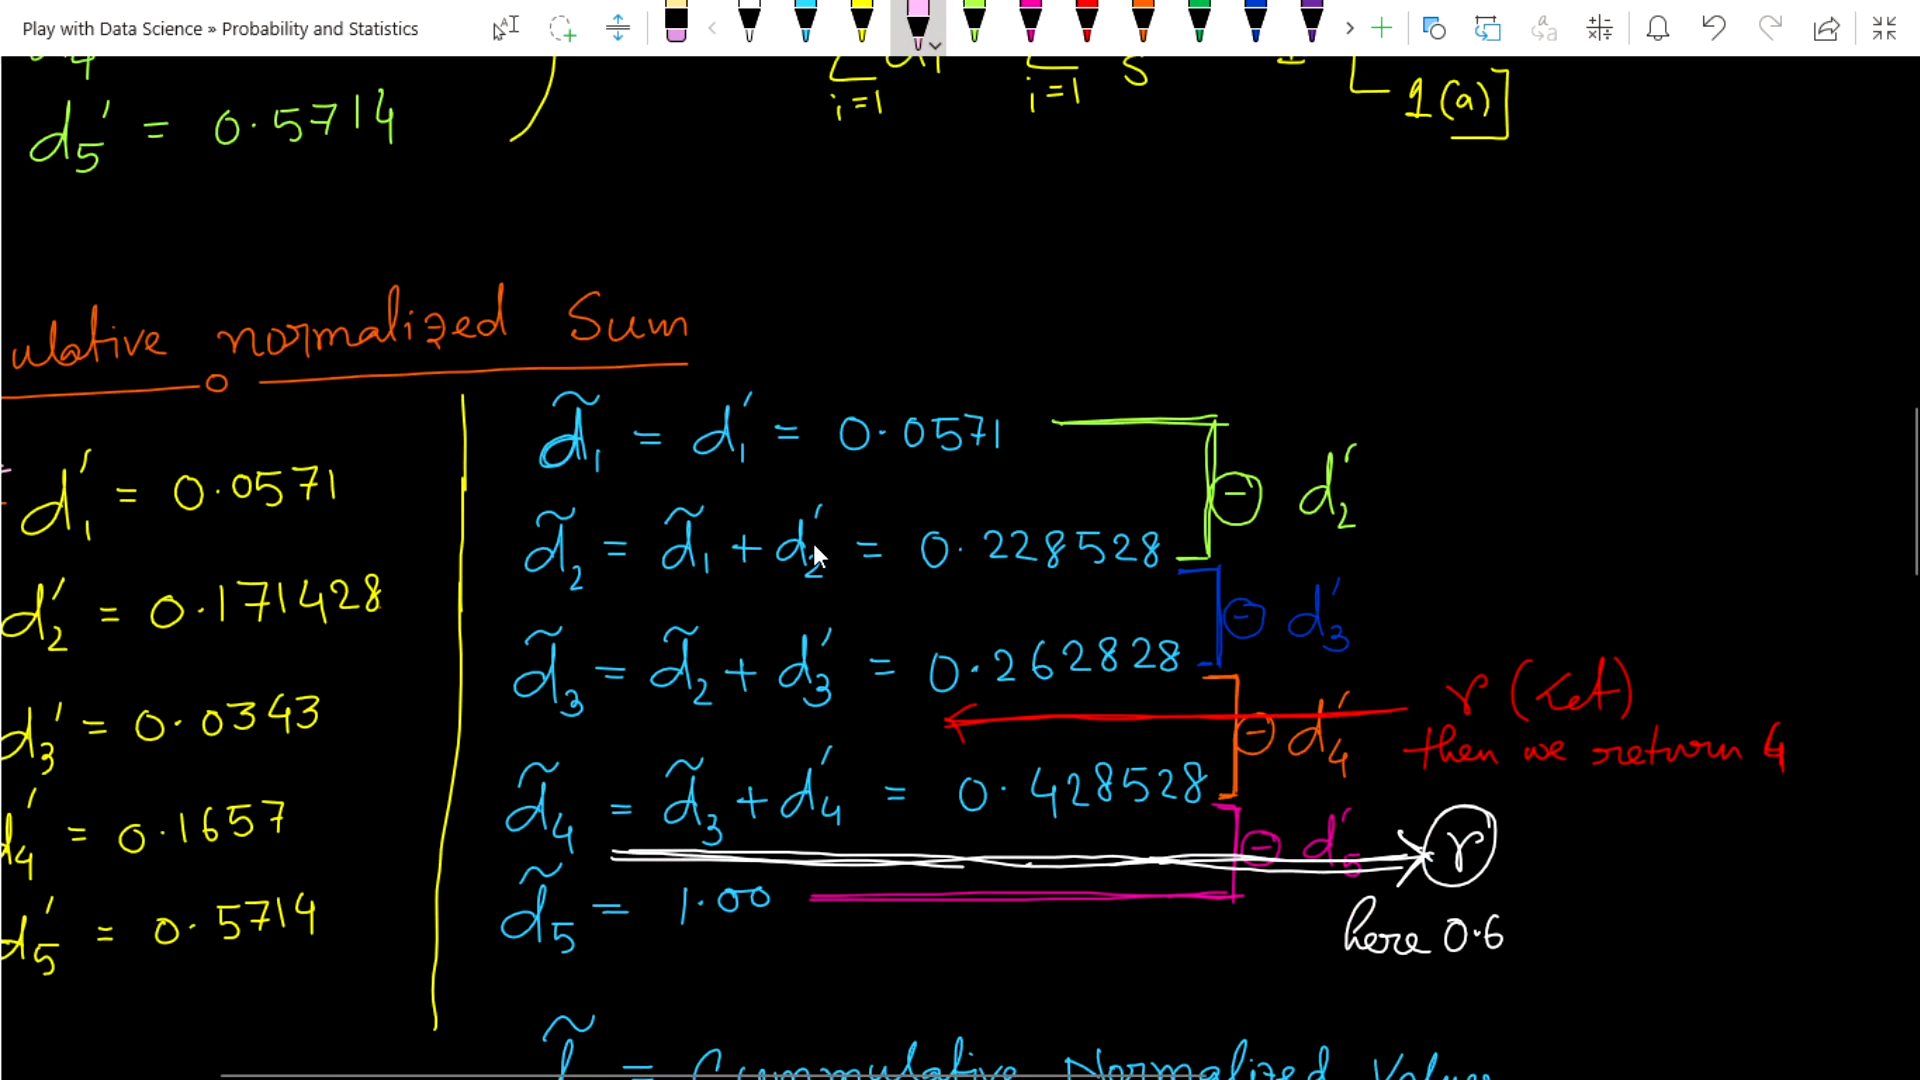 Play with Data Science » Probability and Statistics
i=1 i=1 S 1(a)]
d5' = 0.5714
ulative normalized Sum
d̃1 = d1' = 0.0571
d1' = 0.0571
⊖ d2'
d̃2 = d̃1 + d2' = 0.228528
d2' = 0.171428
⊖ d3'
d̃3 = d̃2 + d3' = 0.262828
d3' = 0.0343
⊖ d4'
then we return 4
d̃4 = d̃3 + d4' = 0.428528
d4' = 0.1657
⊖ d5'
r
d̃5 = 1.00
d5' = 0.5714
here 0.6
= Cummulative Normalized Values